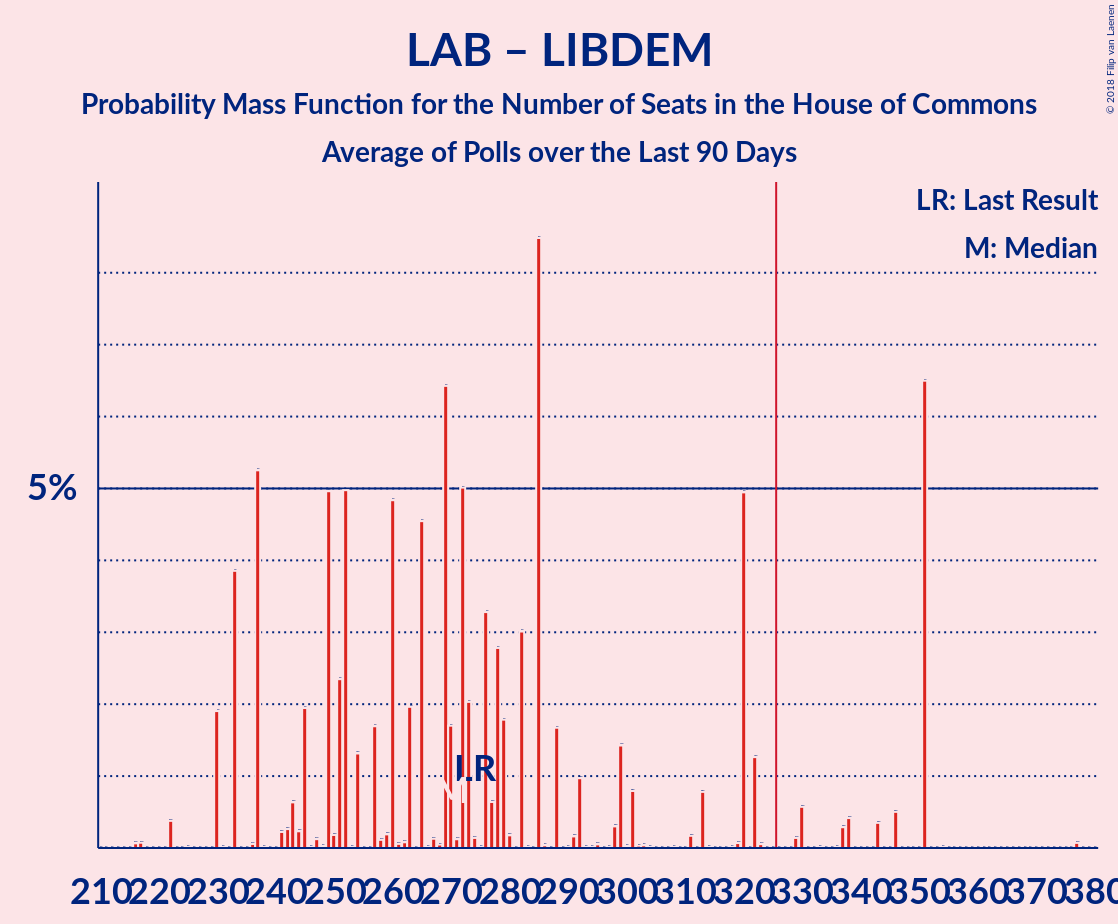 LAB – LIBDEM
Probability Mass Function for the Number of Seats in the House of Commons
Average of Polls over the Last 90 Days
© 2018 Filip van Laenen
LR: Last Result
M: Median
5%
LR
M
210 220 230 240 250 260 270 280 290 300 310 320 330 340 350 360 370 380